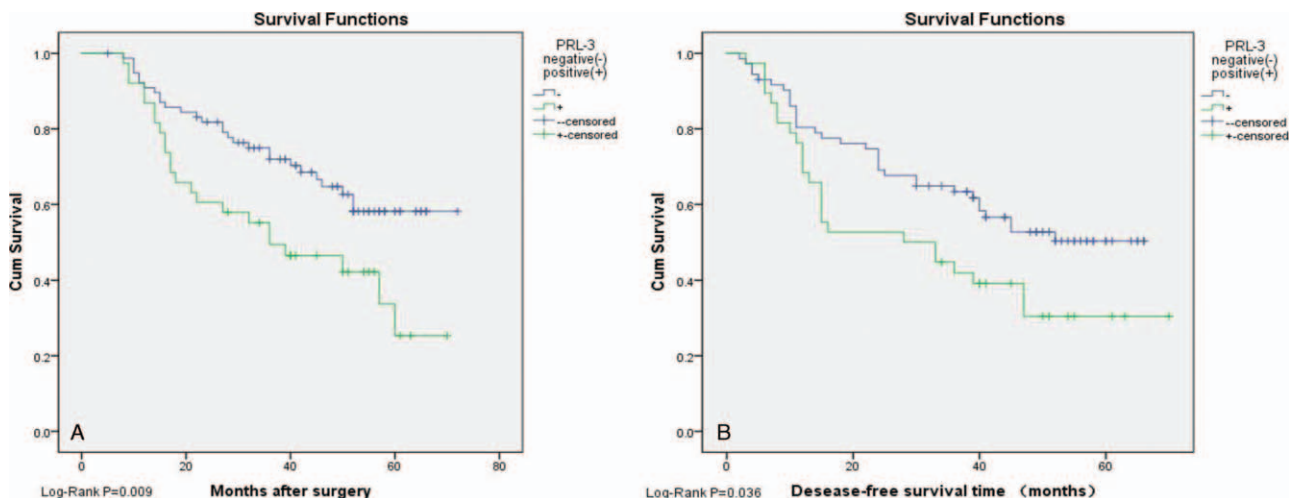 Survival Functions
PRL-3
negative(-)
positive(+)
-
+
--censored
+-censored
1.0
0.8
0.6
0.4
0.2
0.0
Cum Survival
A
0
20
40
60
80
Log-Rank P=0.009
Months after surgery
Survival Functions
PRL-3
negative(-)
positive(+)
-
+
--censored
+-censored
1.0
0.8
0.6
0.4
0.2
0.0
Cum Survival
B
0
20
40
60
Log-Rank P=0.036
Desease-free survival time （months）